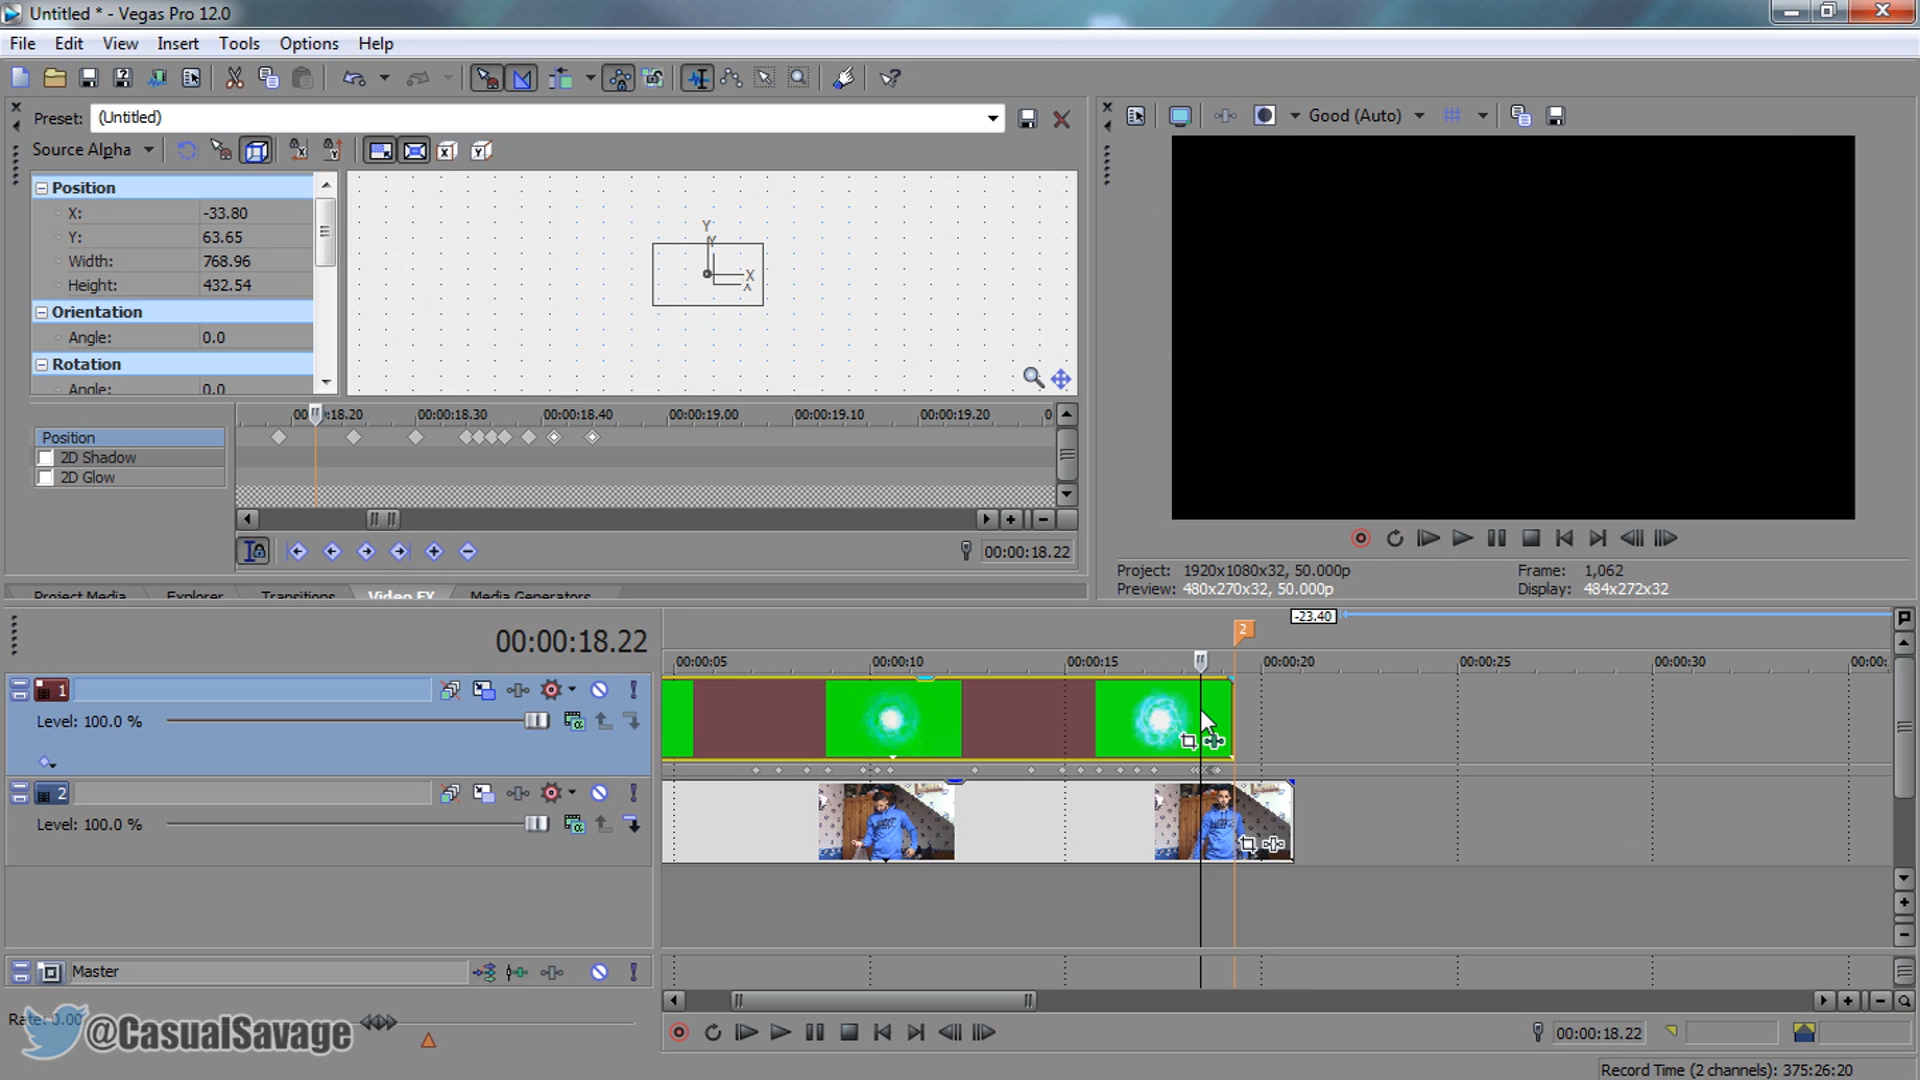 Untitled * - Vegas Pro 12.0
File Edit View Insert Tools Options Help
Preset: (Untitled)
Good (Auto)
Source Alpha
Position
X: -33.80
Y: 63.65
Width: 768.96
Height: 432.54
Orientation
Angle: 0.0
Rotation
Angle: 0.0
Y
Y
X
X
:18.20 00:00:18.30 00:00:18.40 00:00:19.00 00:00:19.10 00:00:19.20
Position
2D Shadow
2D Glow
00:00:18.22
Project: 1920x1080x32, 50.000p Frame: 1,062
Preview: 480x270x32, 50.000p Display: 484x272x32
Project Media Explorer Transitions Video FX Media Generators
-23.40
2
00:00:18.22
00:00:05 00:00:10 00:00:15 00:00:20 00:00:25 00:00:30 00:00:
1
Level: 100.0 %
2
Level: 100.0 %
Master
Rate: 0.00
@CasualSavage
00:00:18.22
Record Time (2 channels): 375:26:20